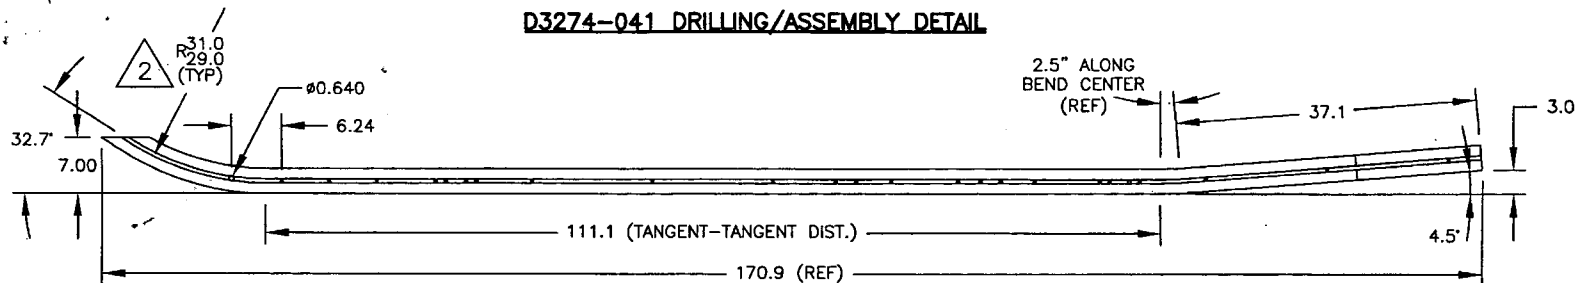 D3274-041 DRILLING/ASSEMBLY DETAIL
2
R31.0
29.0
(TYP)
2.5" ALONG
BEND CENTER
(REF)
Ø0.640
37.1
3.0
6.24
32.7°
7.00
111.1 (TANGENT-TANGENT DIST.)
4.5°
170.9 (REF)